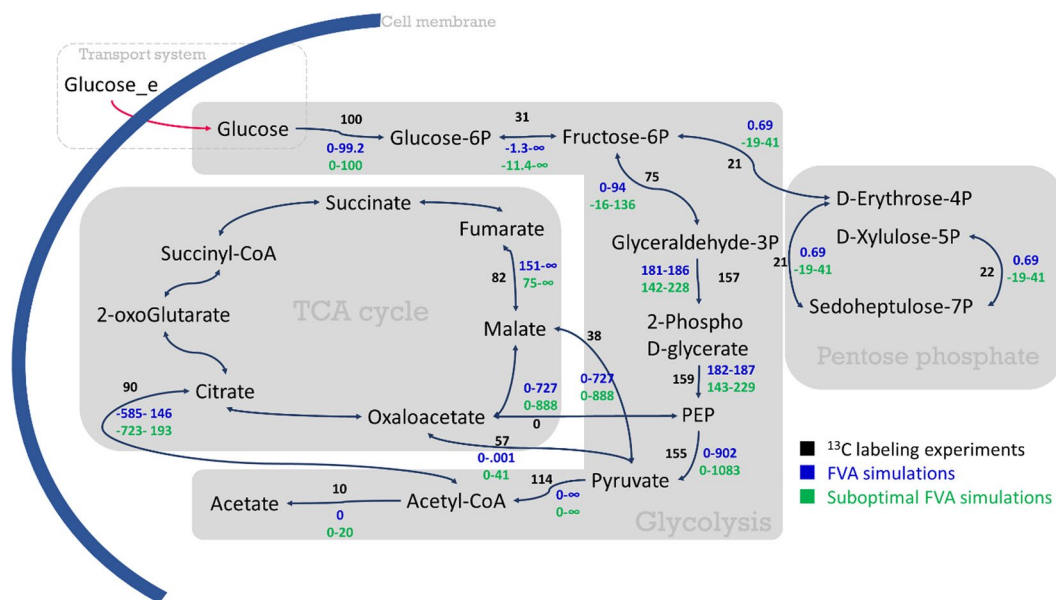 Cell membrane
Transport system
Glucose_e
Glucose
100
0-99.2
0-100
Glucose-6P
31
-1.3-∞
-11.4-∞
Fructose-6P
0.69
-19-41
21
0-94
-16-136
75
D-Erythrose-4P
D-Xylulose-5P
21
0.69
-19-41
22
0.69
-19-41
Sedoheptulose-7P
Pentose phosphate
Succinate
Fumarate
Succinyl-CoA
82
151-∞
75-∞
2-oxoGlutarate
TCA cycle
Malate
38
Citrate
90
-585- 146
-723- 193
Oxaloacetate
0-727
0-888
0-727
0-888
0
Glyceraldehyde-3P
181-186
142-228
157
2-Phospho
D-glycerate
159
182-187
143-229
PEP
57
0-.001
0-41
155
0-902
0-1083
Pyruvate
114
0-∞
0-∞
Acetyl-CoA
10
0
0-20
Acetate
Glycolysis
13C labeling experiments
FVA simulations
Suboptimal FVA simulations